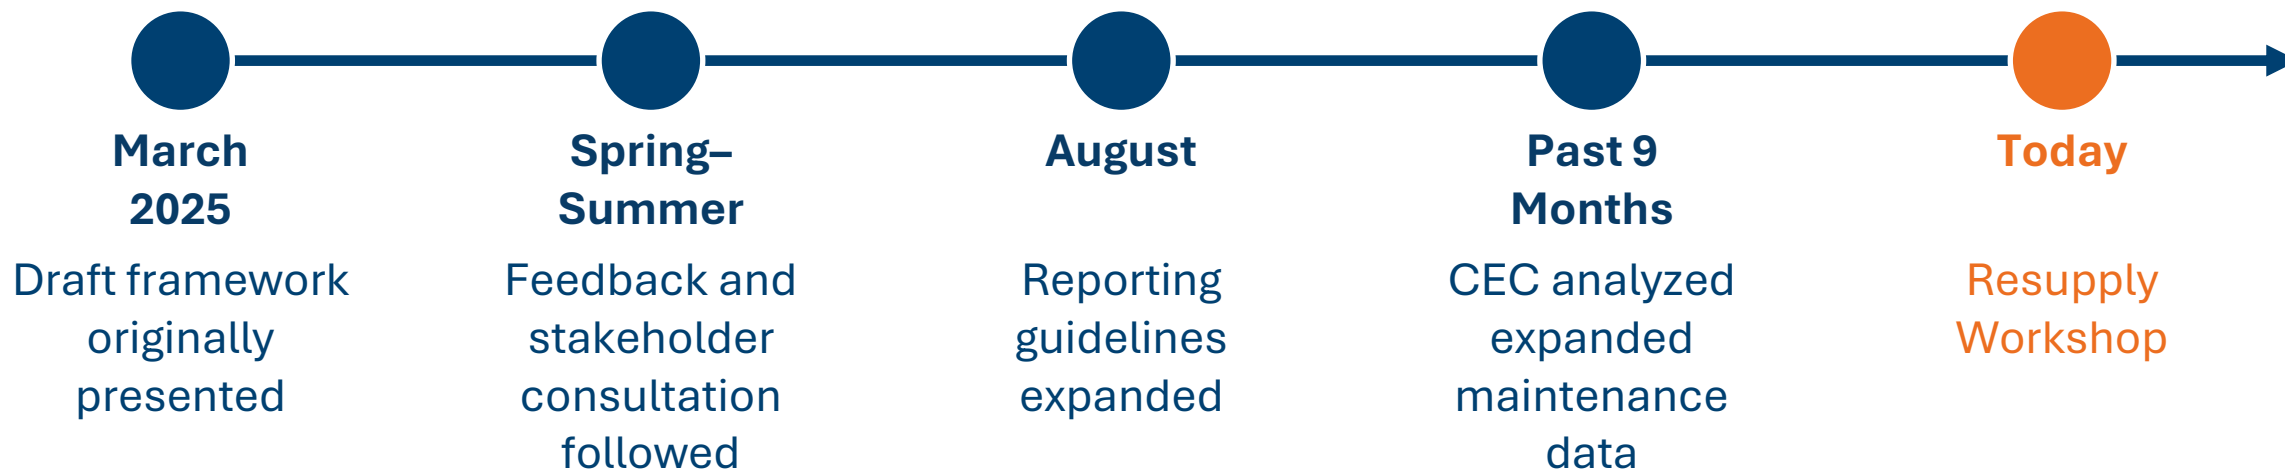 March
2025
Draft framework
originally
presented
Spring–
Summer
Feedback and
stakeholder
consultation
followed
August
Reporting
guidelines
expanded
Past 9
Months
CEC analyzed
expanded
maintenance
data
Today
Resupply
Workshop